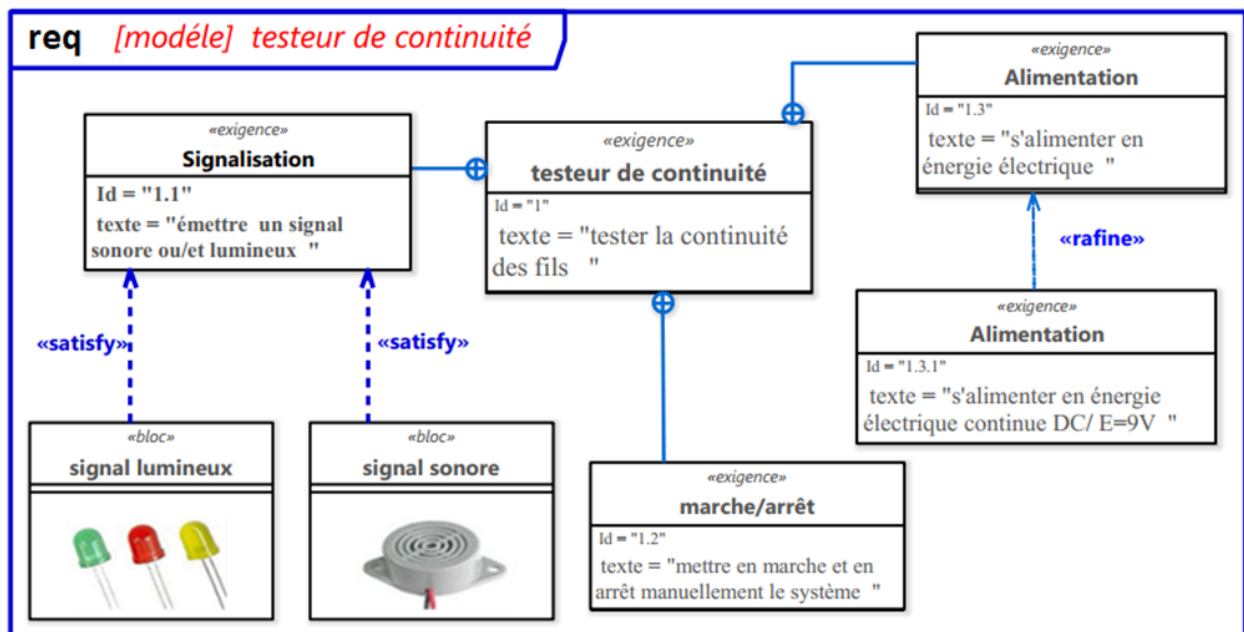 req [modéle] testeur de continuité
«exigence»
Signalisation
Id = "1.1"
texte = "émettre un signal
sonore ou/et lumineux "
«exigence»
testeur de continuité
Id = "1"
texte = "tester la continuité
des fils "
«exigence»
Alimentation
Id = "1.3"
texte = "s'alimenter en
énergie électrique "
«rafine»
«exigence»
Alimentation
Id = "1.3.1"
texte = "s'alimenter en énergie
électrique continue DC/ E=9V "
«satisfy»
«satisfy»
«bloc»
signal lumineux
«bloc»
signal sonore
«exigence»
marche/arrêt
Id = "1.2"
texte = "mettre en marche et en
arrêt manuellement le système "